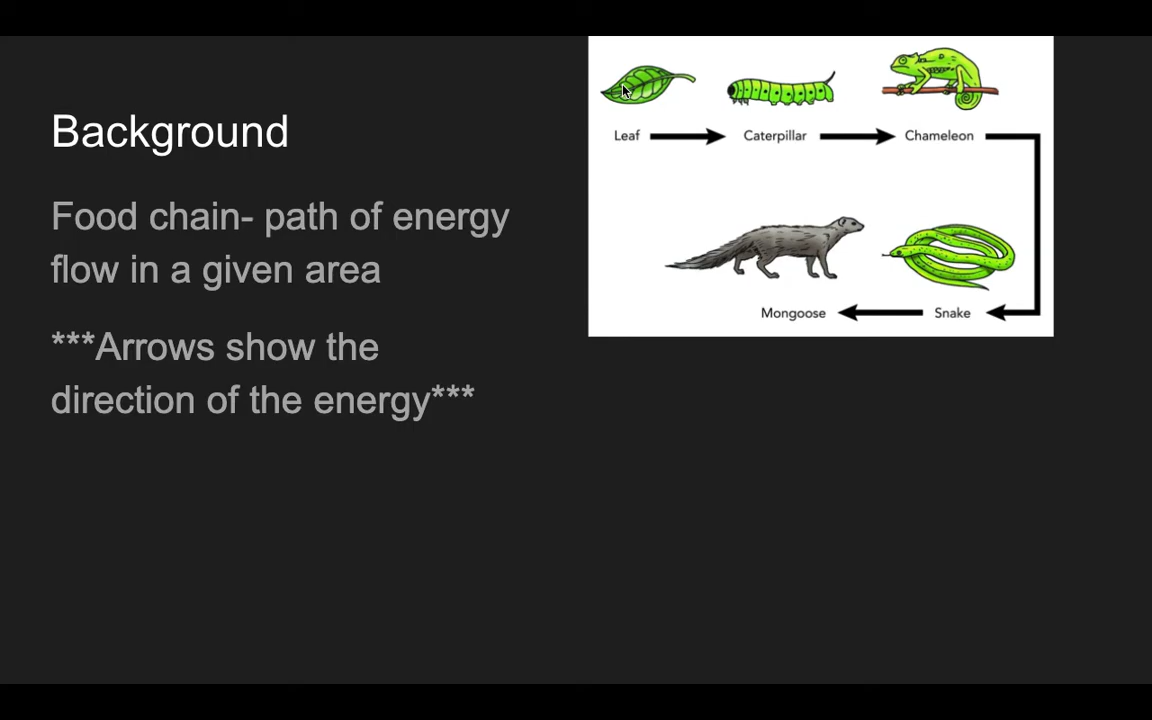 Background
Food chain- path of energy
flow in a given area
***Arrows show the
direction of the energy***
Leaf
Caterpillar
Chameleon
Mongoose
Snake